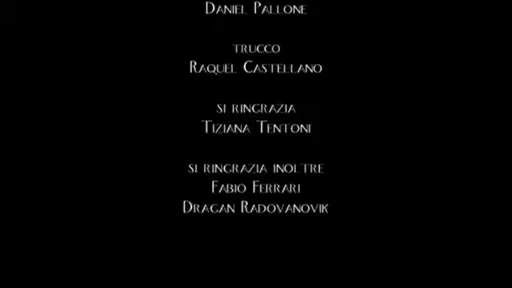 Daniel Pallone
trucco
Raquel Castellano
si ringrazia
Tiziana Tentoni
si ringrazia inoltre
Fabio Ferrari
Dragan Radovanovik